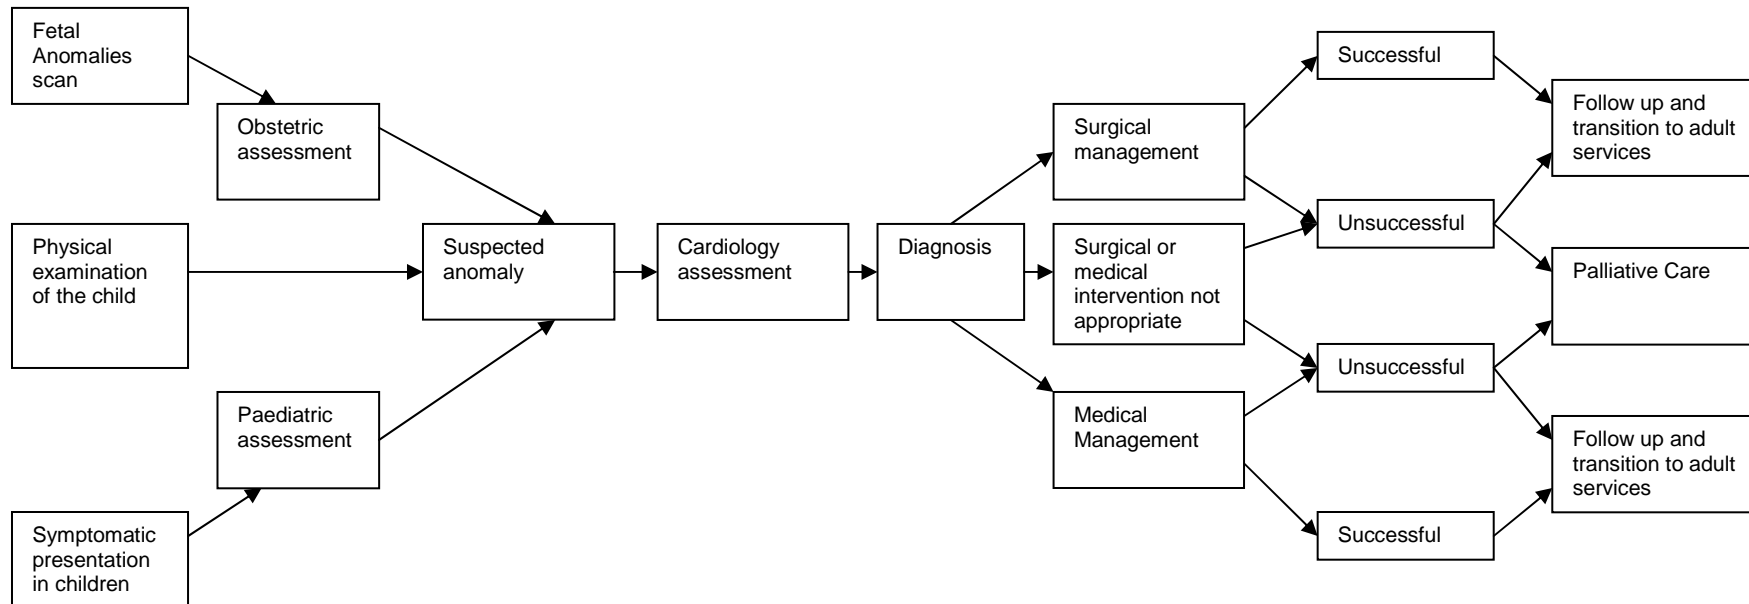 Fetal
Anomalies
scan
Obstetric
assessment
Physical
examination
of the child
Paediatric
assessment
Symptomatic
presentation
in children
Suspected
anomaly
Cardiology
assessment
Diagnosis
Surgical
management
Surgical or
medical
intervention not
appropriate
Medical
Management
Successful
Unsuccessful
Unsuccessful
Successful
Follow up and
transition to adult
services
Palliative Care
Follow up and
transition to adult
services